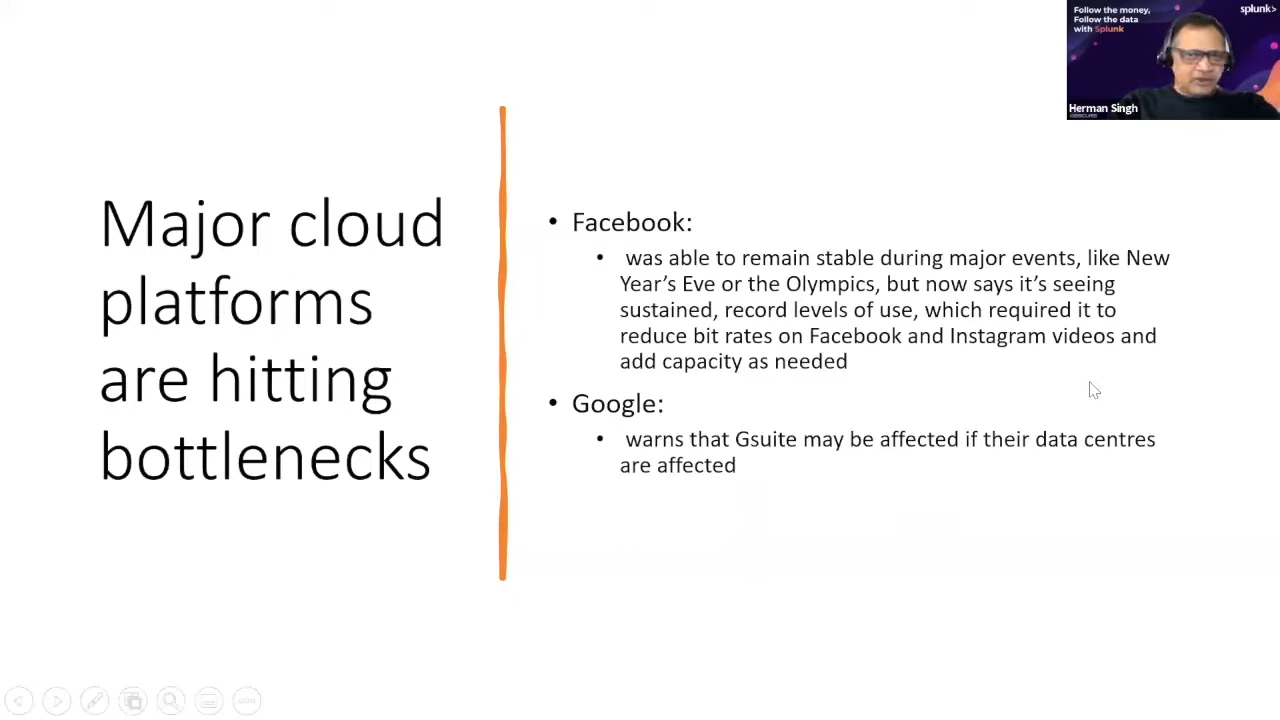 Follow the money,
Follow the data
with Splunk
splunk>
Herman Singh
Major cloud
platforms
are hitting
bottlenecks
• Facebook:
• was able to remain stable during major events, like New
Year’s Eve or the Olympics, but now says it’s seeing
sustained, record levels of use, which required it to
reduce bit rates on Facebook and Instagram videos and
add capacity as needed
• Google:
• warns that Gsuite may be affected if their data centres
are affected